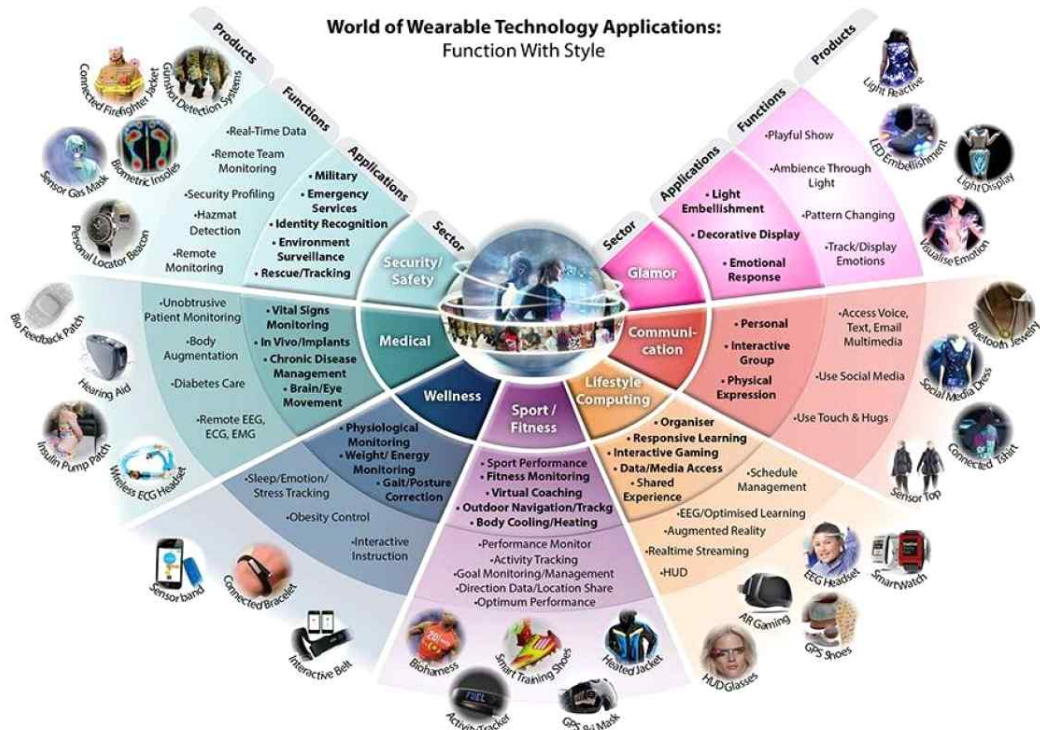 World of Wearable Technology Applications:
Function With Style
Products
Functions
Applications
Sector
Security/
Safety
• Military
• Emergency
Services
• Identity Recognition
• Environment
Surveillance
• Rescue/Tracking
•Real-Time Data
•Remote Team
Monitoring
•Security Profiling
•Hazmat
Detection
•Remote
Monitoring
Connected Firefighter Jacket
Gunshot Detection Systems
Sensor Gas Mask
Biometric Insoles
Personal Locator Beacon
Medical
• Vital Signs
Monitoring
• In Vivo/Implants
• Chronic Disease
Management
• Brain/Eye
Movement
•Unobtrusive
Patient Monitoring
•Body
Augmentation
•Diabetes Care
•Remote EEG,
ECG, EMG
Bio Feedback Patch
Hearing Aid
Insulin Pump Patch
Wireless ECG Headset
Wellness
• Physiological
Monitoring
• Weight/ Energy
Monitoring
• Gait/Posture
Correction
•Sleep/Emotion/
Stress Tracking
•Obesity Control
•Interactive
Instruction
Sensor band
Connected Bracelet
Interactive Belt
Sport /
Fitness
• Sport Performance
• Fitness Monitoring
• Virtual Coaching
• Outdoor Navigation/Trackg
• Body Cooling/Heating
•Performance Monitor
•Activity Tracking
•Goal Monitoring/Management
•Direction Data/Location Share
•Optimum Performance
Bioharness
Smart Training Shoes
Heated Jacket
Activity Tracker
FUEL
GPS Ski Mask
Lifestyle
Computing
• Organiser
• Responsive Learning
• Interactive Gaming
• Data/Media Access
• Shared
Experience
•Schedule
Management
•EEG/Optimised Learning
•Augmented Reality
•Realtime Streaming
•HUD
EEG Headset
SmartWatch
AR Gaming
GPS Shoes
HUD Glasses
Communi-
cation
• Personal
• Interactive
Group
• Physical
Expression
•Access Voice,
Text, Email
Multimedia
•Use Social Media
•Use Touch & Hugs
Bluetooth Jewelry
Social Media Dress
Connected Tshirt
Sensor Top
Products
Functions
Applications
Sector
Glamor
• Light
Embellishment
• Decorative Display
• Emotional
Response
•Playful Show
•Ambience Through
Light
•Pattern Changing
•Track/Display
Emotions
Light Reactive
LED Embellishment
Light Display
Visualise Emotion